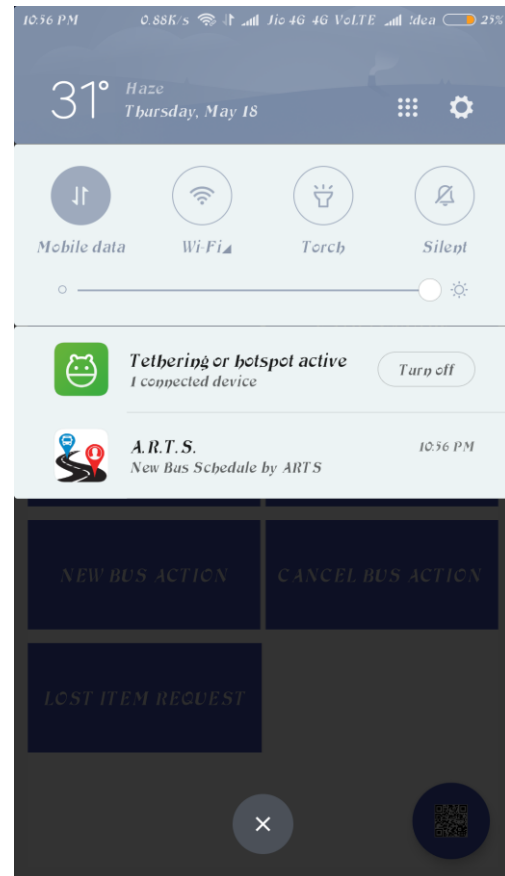 10:56 PM 0.88K/s Jio 4G 4G VoLTE !dea 25%
31° Haze
Thursday, May 18
Mobile data Wi-Fi Torch Silent
Tethering or hotspot active
1 connected device
Turn off
A.R.T.S. 10:56 PM
New Bus Schedale by ARTS
NEW BUS ACTION CANCEL BUS ACTION
LOST ITEM REQUEST